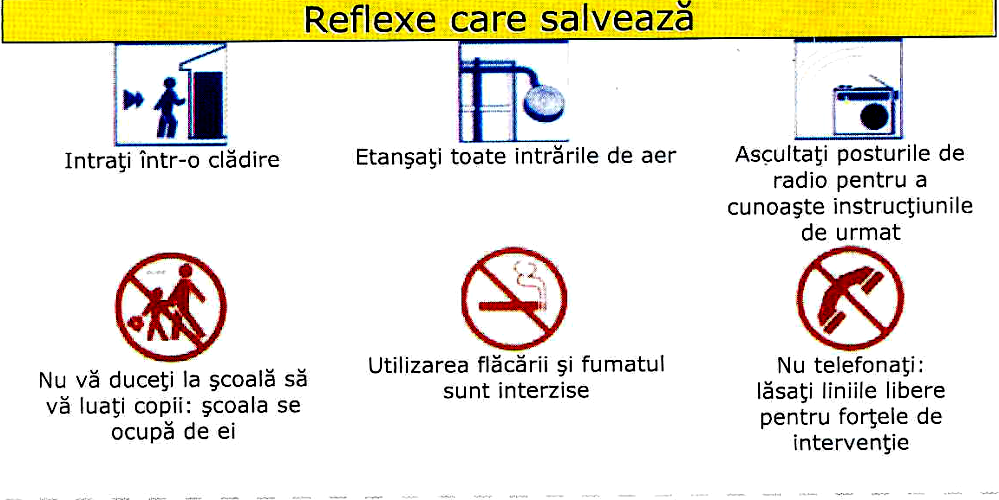 Reflexe care salvează
Intraţi într-o clădire
Etanşaţi toate intrările de aer
Ascultaţi posturile de
radio pentru a
cunoaşte instrucţiunile
de urmat
Nu vă duceţi la şcoală să
vă luaţi copii: şcoala se
ocupă de ei
Utilizarea flăcării şi fumatul
sunt interzise
Nu telefonaţi:
lăsaţi liniile libere
pentru forţele de
intervenţie